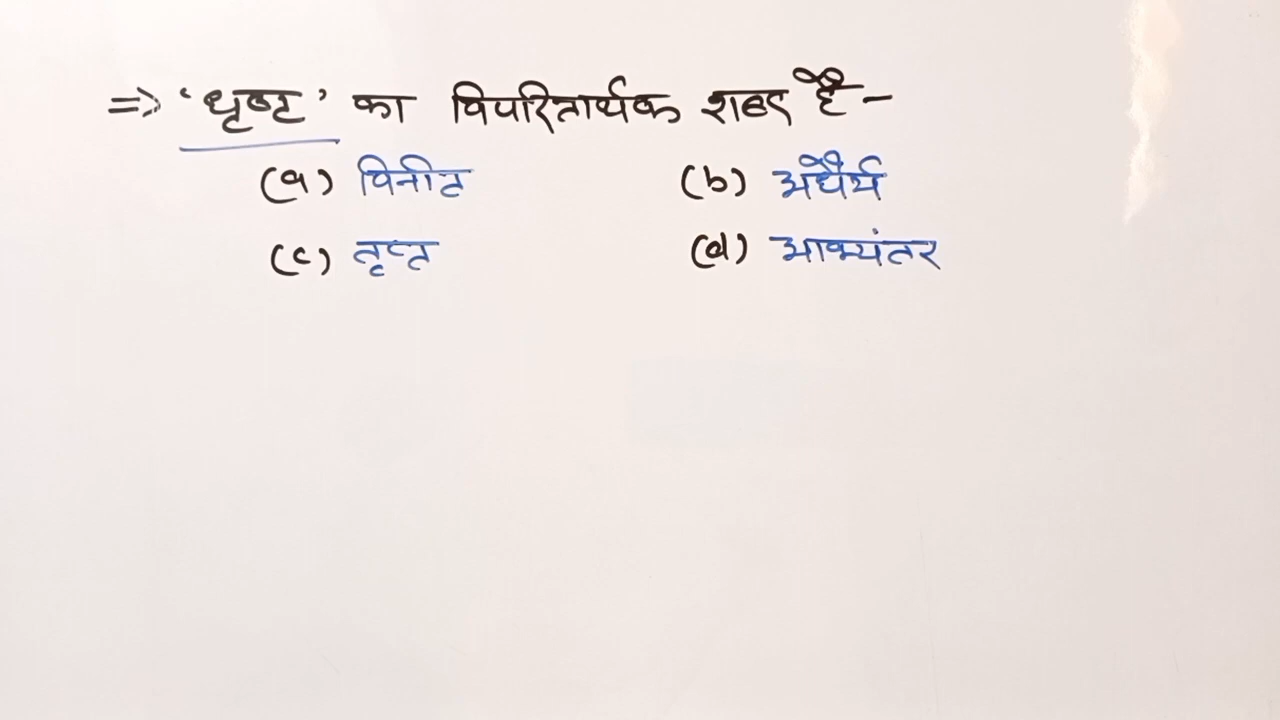 => 'धृष्ट' का विपरितार्थक शब्द है -
(a) विनीत (b) अधैर्य
(c) तृप्त (d) आभ्यंतर